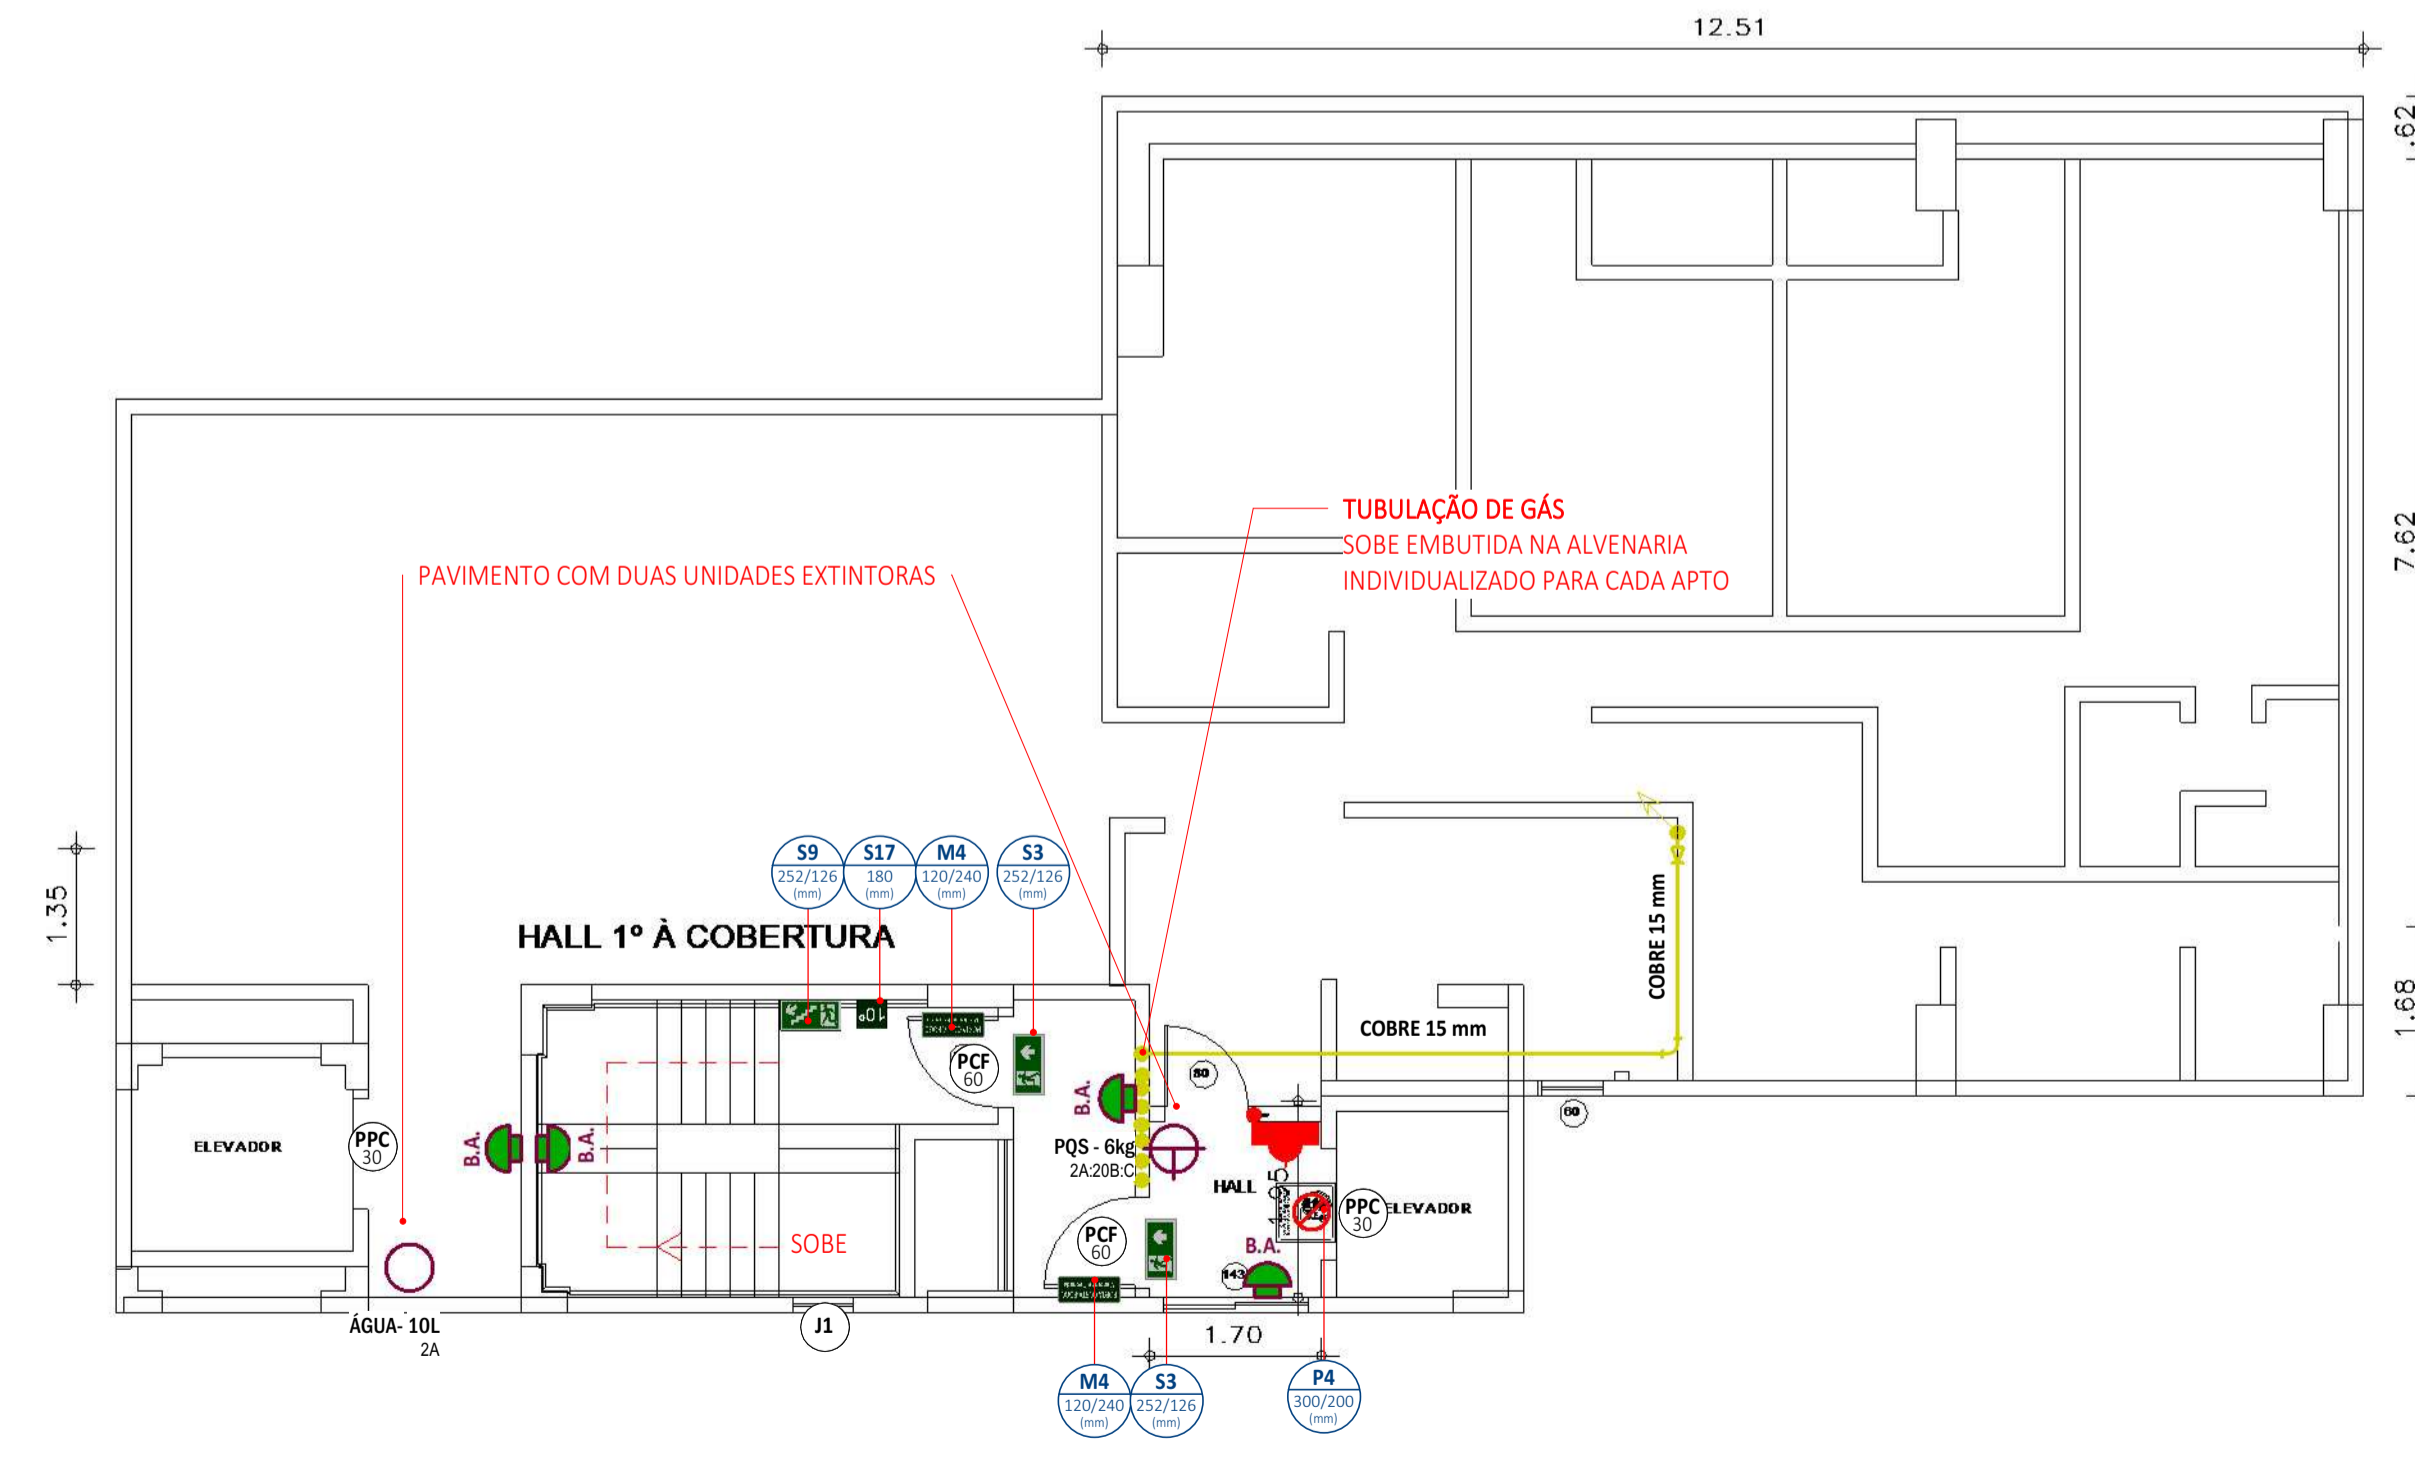 12.51
.62
TUBULAÇÃO DE GÁS
SOBE EMBUTIDA NA ALVENARIA
INDIVIDUALIZADO PARA CADA APTO
7.62
PAVIMENTO COM DUAS UNIDADES EXTINTORAS
S9
252/126
(mm)
S17
180
(mm)
M4
120/240
(mm)
S3
252/126
(mm)
1.35
HALL 1º À COBERTURA
COBRE 15 mm
COBRE 15 mm
1.68
10º
PCF
60
80
B.A.
60
ELEVADOR
PPC
30
B.A.
B.A.
PQS - 6kg
2A:20B:C
HALL
1.95
PPC
30
ELEVADOR
PCF
60
SOBE
B.A.
143
ÁGUA- 10L
2A
J1
1.70
M4
120/240
(mm)
S3
252/126
(mm)
P4
300/200
(mm)